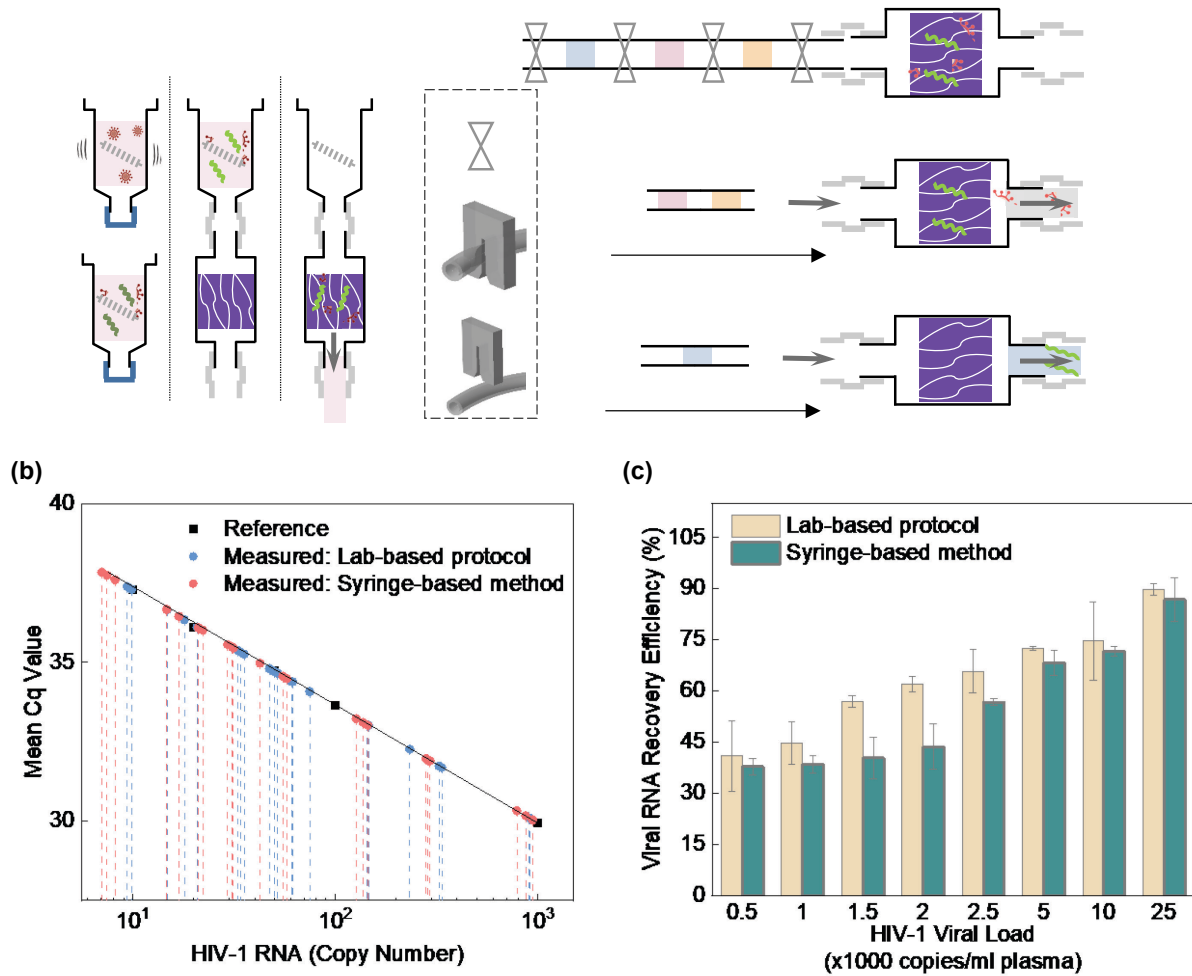 (b)
40
35
30
Mean Cq Value
Reference
Measured: Lab-based protocol
Measured: Syringe-based method
10¹
10²
10³
HIV-1 RNA (Copy Number)
(c)
105
90
75
60
45
30
15
0
Viral RNA Recovery Efficiency (%)
Lab-based protocol
Syringe-based method
0.5 1 1.5 2 2.5 5 10 25
HIV-1 Viral Load
(x1000 copies/ml plasma)